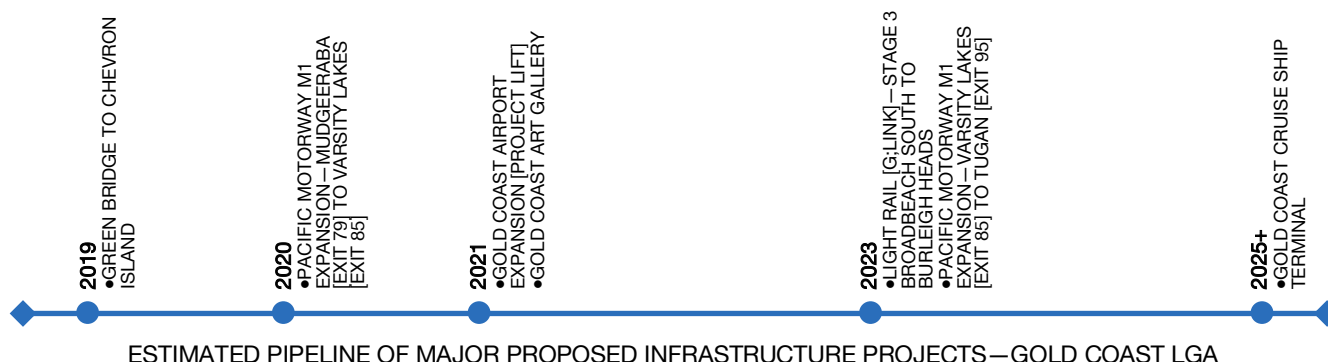 2019
•GREEN BRIDGE TO CHEVRON
ISLAND
2020
•PACIFIC MOTORWAY M1
EXPANSION—MUDGEERABA
[EXIT 79] TO VARSITY LAKES
[EXIT 85]
2021
•GOLD COAST AIRPORT
EXPANSION [PROJECT LIFT]
•GOLD COAST ART GALLERY
2023
•LIGHT RAIL [G;LINK]—STAGE 3
BROADBEACH SOUTH TO
BURLEIGH HEADS
•PACIFIC MOTORWAY M1
EXPANSION—VARSITY LAKES
[EXIT 85] TO TUGAN [EXIT 95]
2025+
•GOLD COAST CRUISE SHIP
TERMINAL
ESTIMATED PIPELINE OF MAJOR PROPOSED INFRASTRUCTURE PROJECTS—GOLD COAST LGA